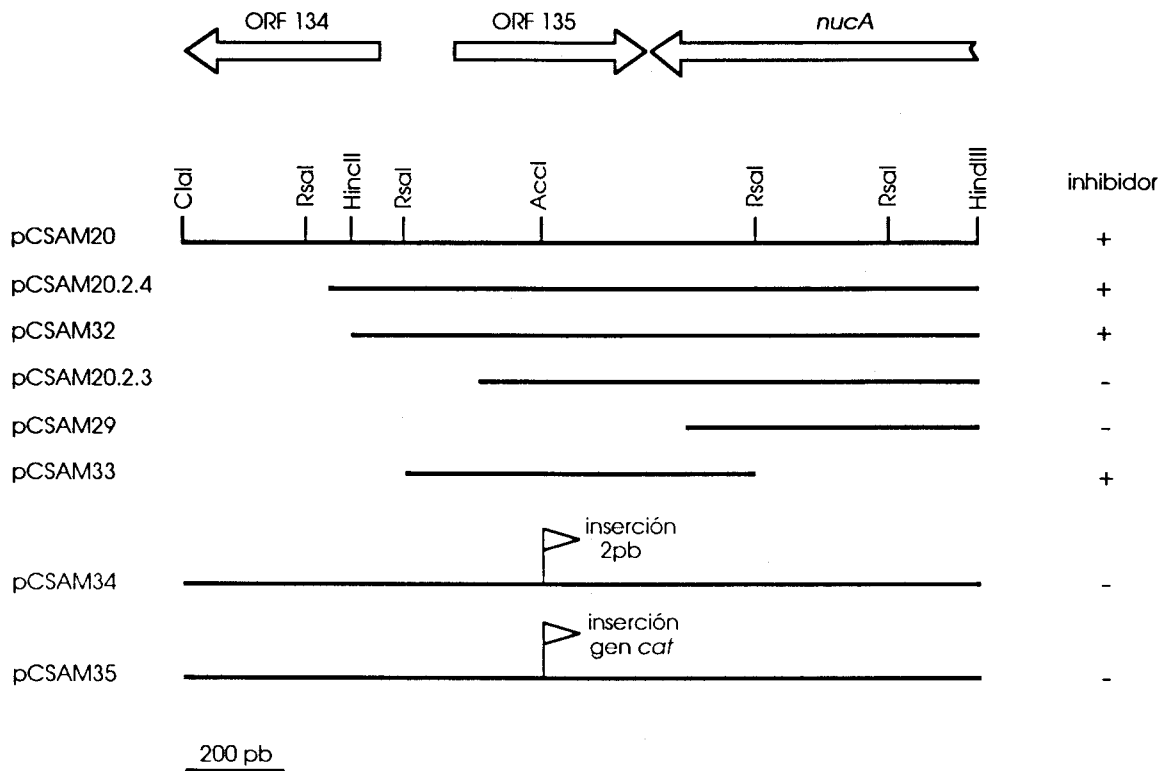 ORF 134 ORF 135 nucA
ClaI RsaI HincII RsaI AccI RsaI RsaI HindIII inhibidor
pCSAM20 +
pCSAM20.2.4 +
pCSAM32 +
pCSAM20.2.3 -
pCSAM29 -
pCSAM33 +
inserción
2pb
pCSAM34 -
inserción
gen cat
pCSAM35 -
200 pb